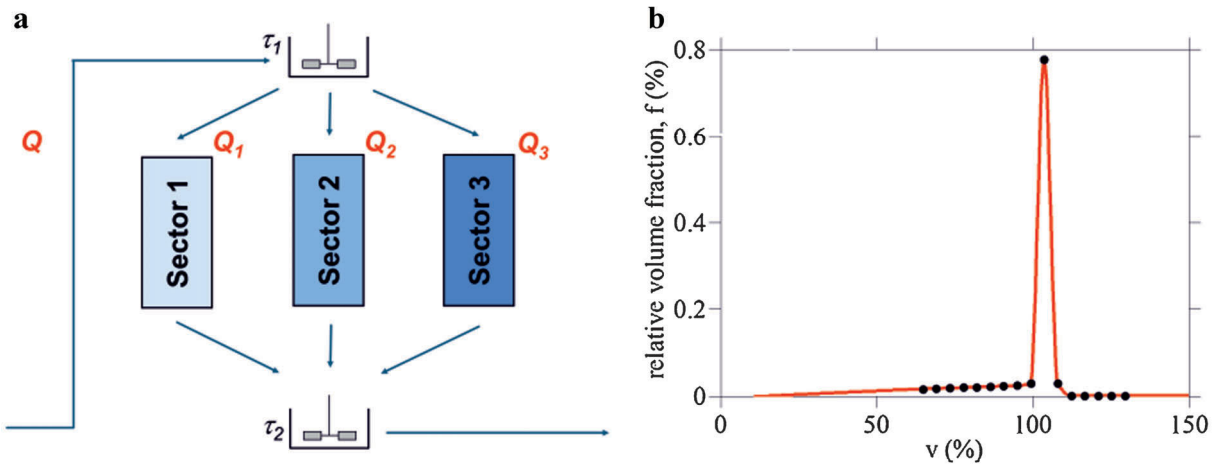 a
τ1
Q
Q1
Q2
Q3
Sector 1
Sector 2
Sector 3
τ2
b
relative volume fraction, f (%)
0.8
0.6
0.4
0.2
0
0
50
100
150
v (%)